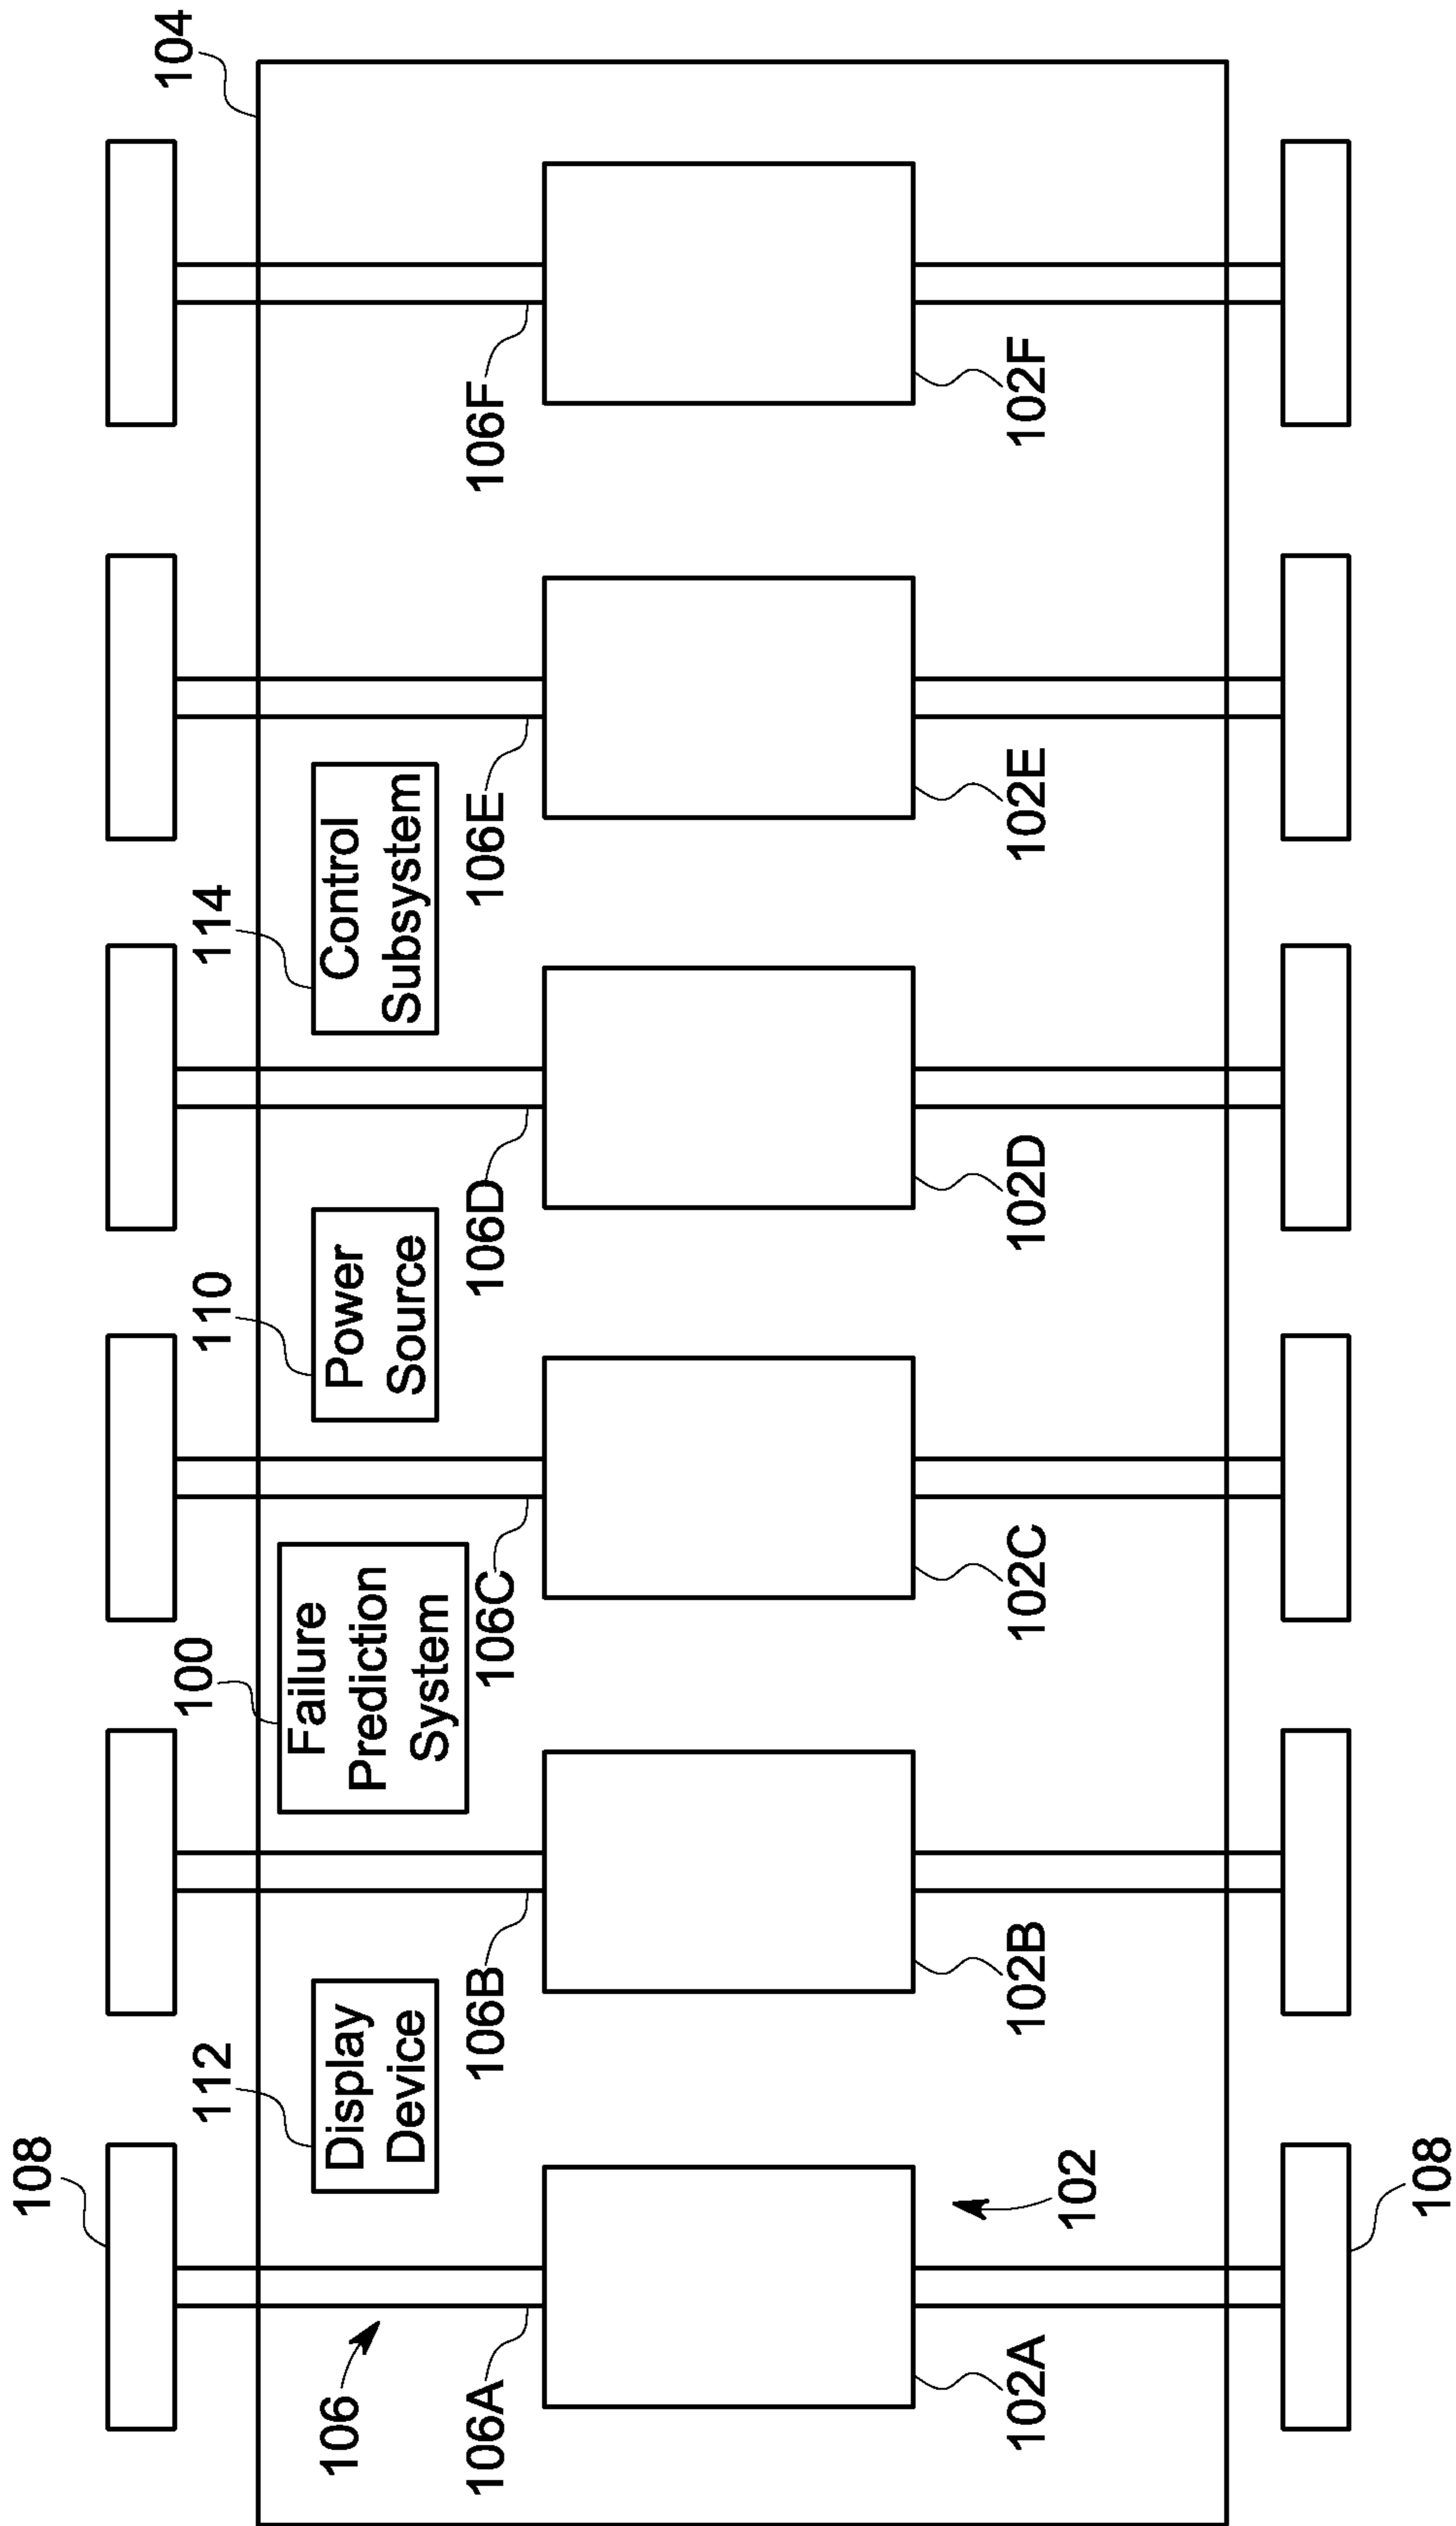 108
104
112
100
110
114
Display
Device
Failure
Prediction
System
Power
Source
Control
Subsystem
106
106A
106B
106C
106D
106E
106F
102A
102B
102C
102D
102E
102F
102
108